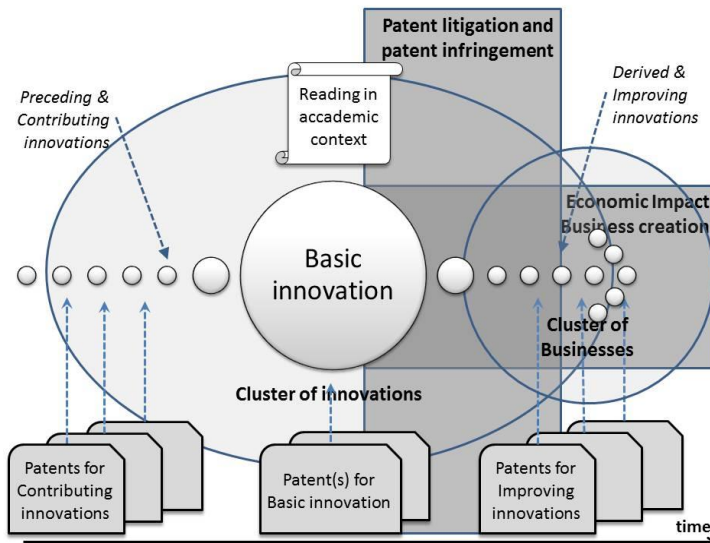 Patent litigation and
patent infringement
Preceding &
Contributing
innovations
Reading in
accademic
context
Derived &
Improving
innovations
Economic Impact
Business creation
Basic
innovation
Cluster of
Businesses
Cluster of innovations
Patents for
Contributing
innovations
Patent(s) for
Basic innovation
Patents for
Improving
innovations
time